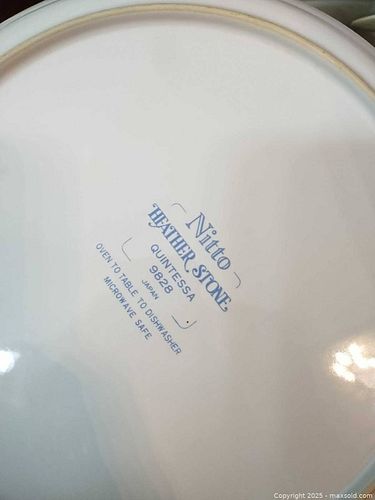 Nitto
HEATHER STONE
QUINTESSA
9828
JAPAN
OVEN TO TABLE TO DISHWASHER
MICROWAVE SAFE
Copyright 2025 - maxsold.com